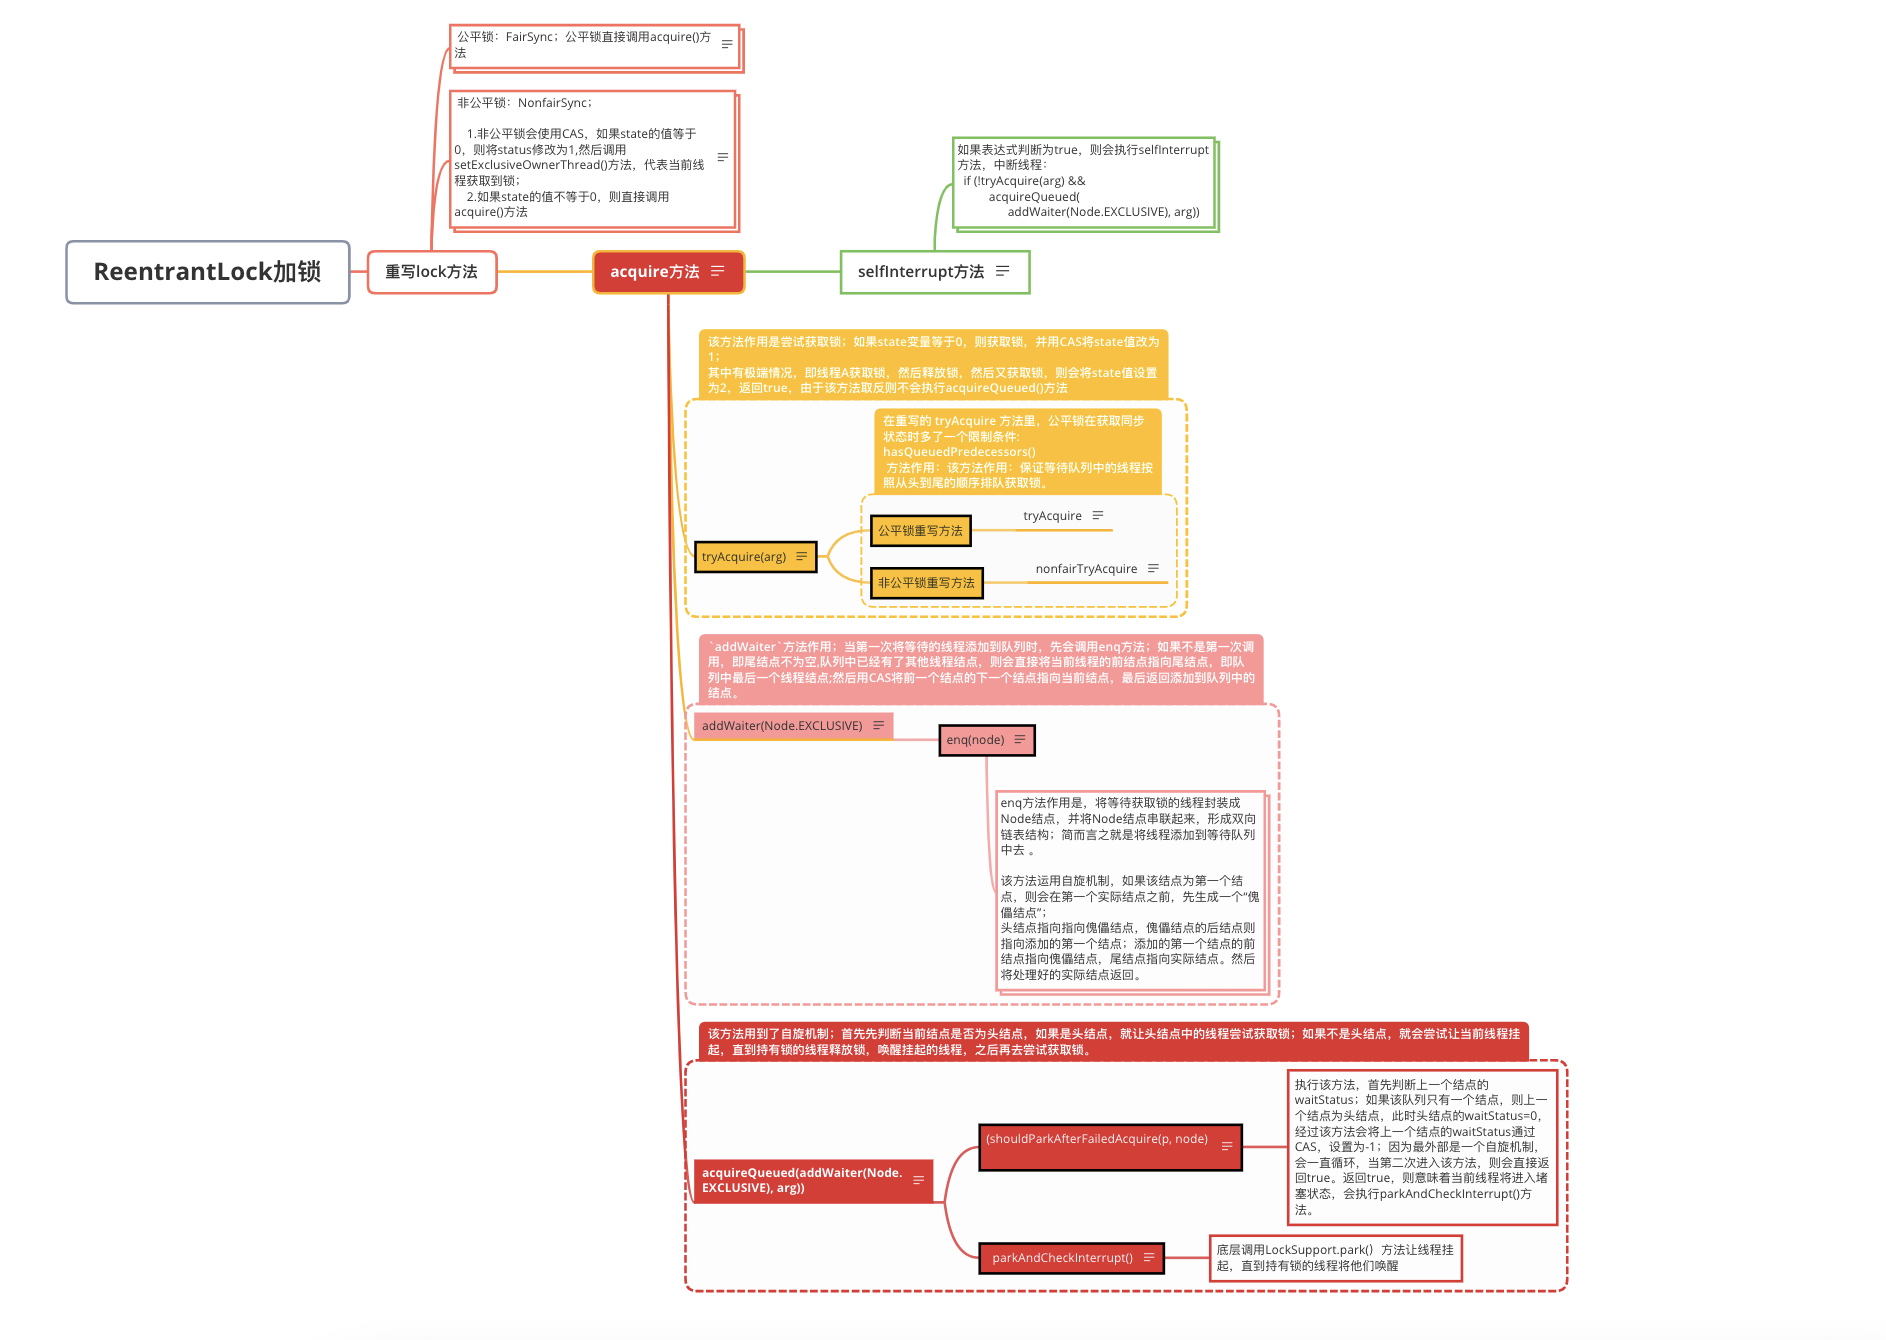 公平锁：FairSync；公平锁直接调用acquire()方
法
非公平锁：NonfairSync；
1.非公平锁会使用CAS，如果state的值等于
0，则将status修改为1,然后调用
setExclusiveOwnerThread()方法，代表当前线
程获取到锁；
2.如果state的值不等于0，则直接调用
acquire()方法
如果表达式判断为true，则会执行selfInterrupt
方法，中断线程：
if (!tryAcquire(arg) &&
acquireQueued(
addWaiter(Node.EXCLUSIVE), arg))
ReentrantLock加锁
重写lock方法
acquire方法
selfInterrupt方法
该方法作用是尝试获取锁；如果state变量等于0，则获取锁，并用CAS将state值改为
1；
其中有极端情况，即线程A获取锁，然后释放锁，然后又获取锁，则会将state值设置
为2，返回true，由于该方法取反则不会执行acquireQueued()方法
在重写的 tryAcquire 方法里，公平锁在获取同步
状态时多了一个限制条件:
hasQueuedPredecessors()
方法作用：该方法作用：保证等待队列中的线程按
照从头到尾的顺序排队获取锁。
公平锁重写方法
tryAcquire
tryAcquire(arg)
非公平锁重写方法
nonfairTryAcquire
`addWaiter`方法作用；当第一次将等待的线程添加到队列时，先会调用enq方法；如果不是第一次调
用，即尾结点不为空,队列中已经有了其他线程结点，则会直接将当前线程的前结点指向尾结点，即队
列中最后一个线程结点;然后用CAS将前一个结点的下一个结点指向当前结点，最后返回添加到队列中的
结点。
addWaiter(Node.EXCLUSIVE)
enq(node)
enq方法作用是，将等待获取锁的线程封装成
Node结点，并将Node结点串联起来，形成双向
链表结构；简而言之就是将线程添加到等待队列
中去 。
该方法运用自旋机制，如果该结点为第一个结
点，则会在第一个实际结点之前，先生成一个“傀
儡结点”；
头结点指向指向傀儡结点，傀儡结点的后结点则
指向添加的第一个结点；添加的第一个结点的前
结点指向傀儡结点，尾结点指向实际结点。然后
将处理好的实际结点返回。
该方法用到了自旋机制；首先先判断当前结点是否为头结点，如果是头结点，就让头结点中的线程尝试获取锁；如果不是头结点，就会尝试让当前线程挂
起，直到持有锁的线程释放锁，唤醒挂起的线程，之后再去尝试获取锁。
acquireQueued(addWaiter(Node.
EXCLUSIVE), arg))
(shouldParkAfterFailedAcquire(p, node)
执行该方法，首先判断上一个结点的
waitStatus；如果该队列只有一个结点，则上一
个结点为头结点，此时头结点的waitStatus=0，
经过该方法会将上一个结点的waitStatus通过
CAS，设置为-1；因为最外部是一个自旋机制，
会一直循环，当第二次进入该方法，则会直接返
回true。返回true，则意味着当前线程将进入堵
塞状态，会执行parkAndCheckInterrupt()方
法。
parkAndCheckInterrupt()
底层调用LockSupport.park()  方法让线程挂
起，直到持有锁的线程将他们唤醒